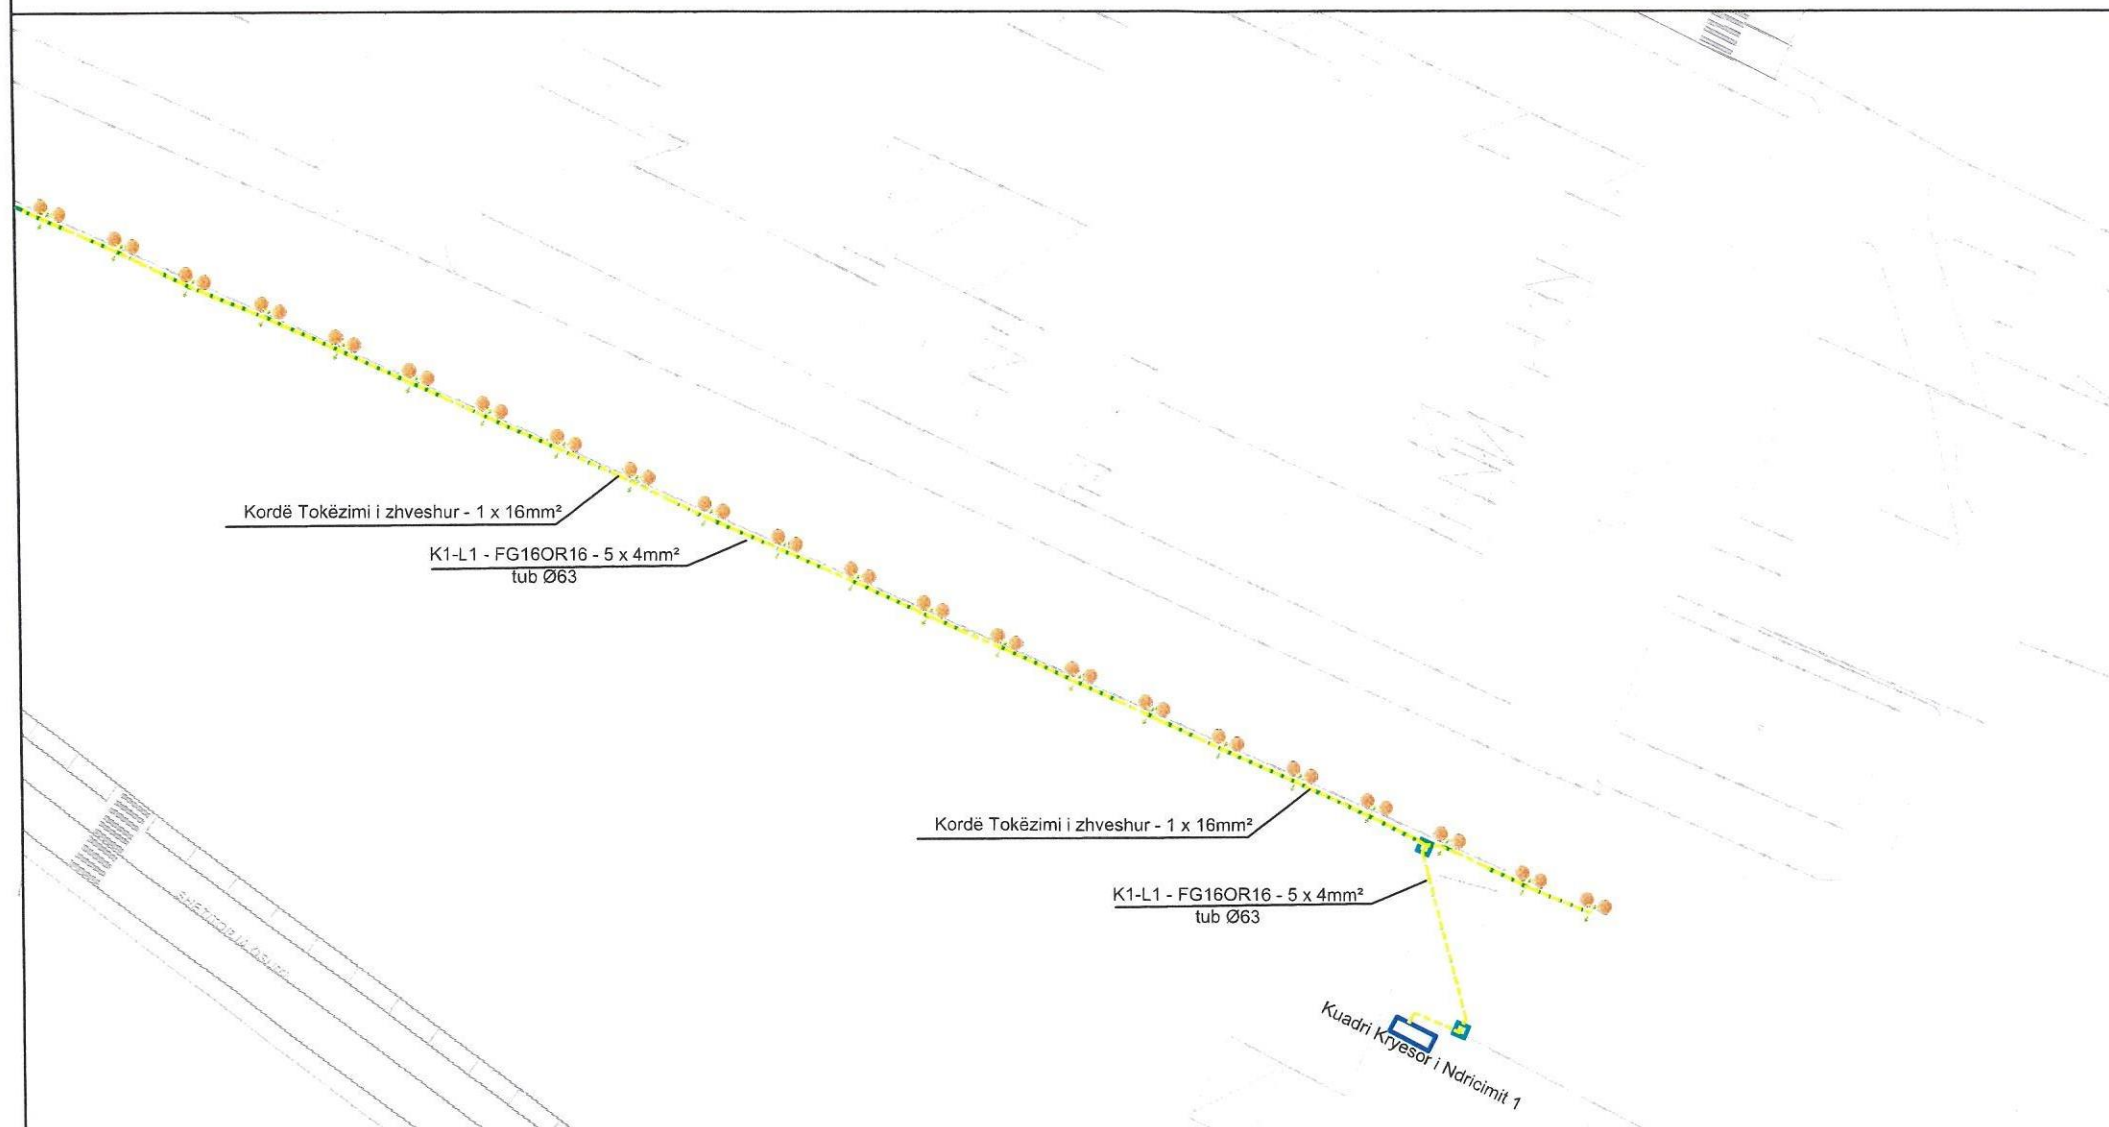 Kordë Tokëzimi i zhveshur - 1 x 16mm²
K1-L1 - FG16OR16 - 5 x 4mm²
tub Ø63
Kordë Tokëzimi i zhveshur - 1 x 16mm²
K1-L1 - FG16OR16 - 5 x 4mm²
tub Ø63
Kuadri Kryesor i Ndricimit 1